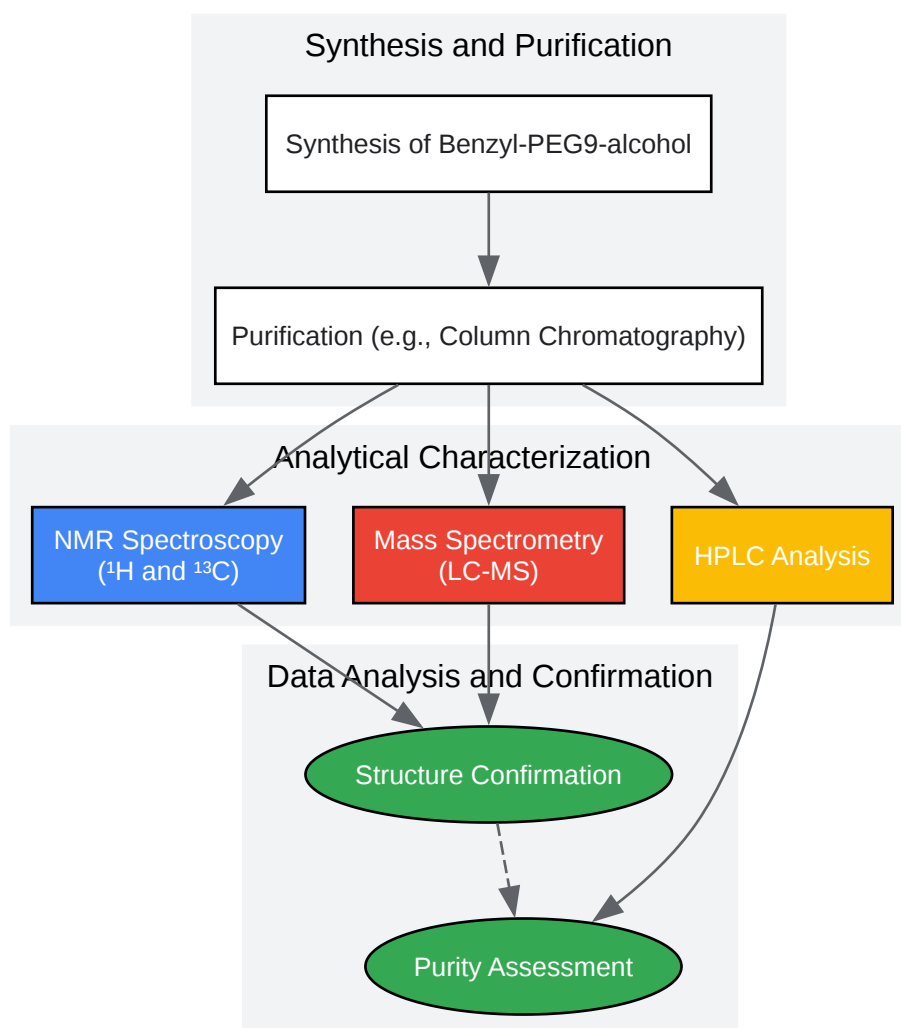 Synthesis and Purification
Synthesis of Benzyl-PEG9-alcohol
Purification (e.g., Column Chromatography)
Analytical Characterization
NMR Spectroscopy
(¹H and ¹³C)
Mass Spectrometry
(LC-MS)
HPLC Analysis
Data Analysis and Confirmation
Structure Confirmation
Purity Assessment